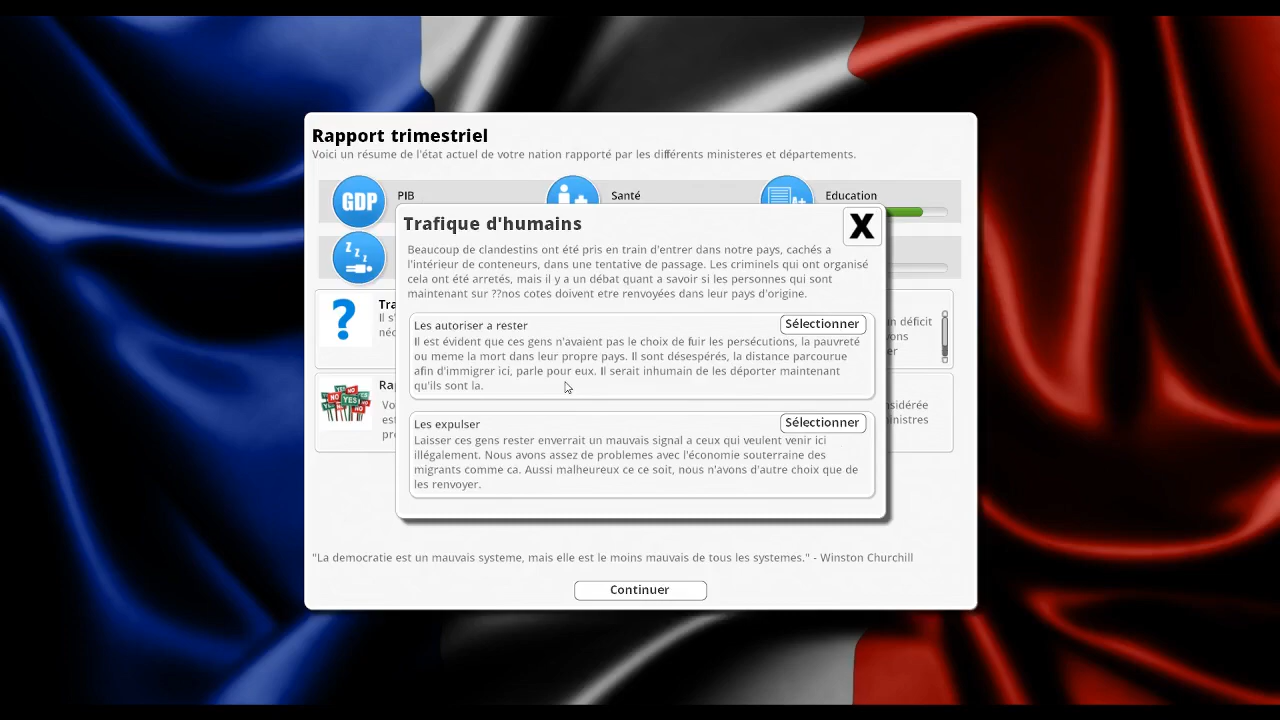 Rapport trimestriel
Voici un résume de l'état actuel de votre nation rapporté par les différents ministeres et départements.
GDP PIB Santé A+ Education
Trafique d'humains X
Beaucoup de clandestins ont été pris en train d'entrer dans notre pays, cachés a
l'intérieur de conteneurs, dans une tentative de passage. Les criminels qui ont organisé
cela ont été arretés, mais il y a un débat quant a savoir si les personnes qui sont
maintenant sur ??nos cotes doivent etre renvoyées dans leur pays d'origine.
z z z
? Tra
Il s'
néc
n déficit
vons
er
Les autoriser a rester Sélectionner
Il est évident que ces gens n'avaient pas le choix de fuir les persécutions, la pauvreté
ou meme la mort dans leur propre pays. Il sont désespérés, la distance parcourue
afin d'immigrer ici, parle pour eux. Il serait inhumain de les déporter maintenant
qu'ils sont la.
YES NO YES NO
Ra
Vo
es
pr
sidérée
nistres
Les expulser Sélectionner
Laisser ces gens rester enverrait un mauvais signal a ceux qui veulent venir ici
illégalement. Nous avons assez de problemes avec l'économie souterraine des
migrants comme ca. Aussi malheureux ce ce soit, nous n'avons d'autre choix que de
les renvoyer.
"La democratie est un mauvais systeme, mais elle est le moins mauvais de tous les systemes." - Winston Churchill
Continuer